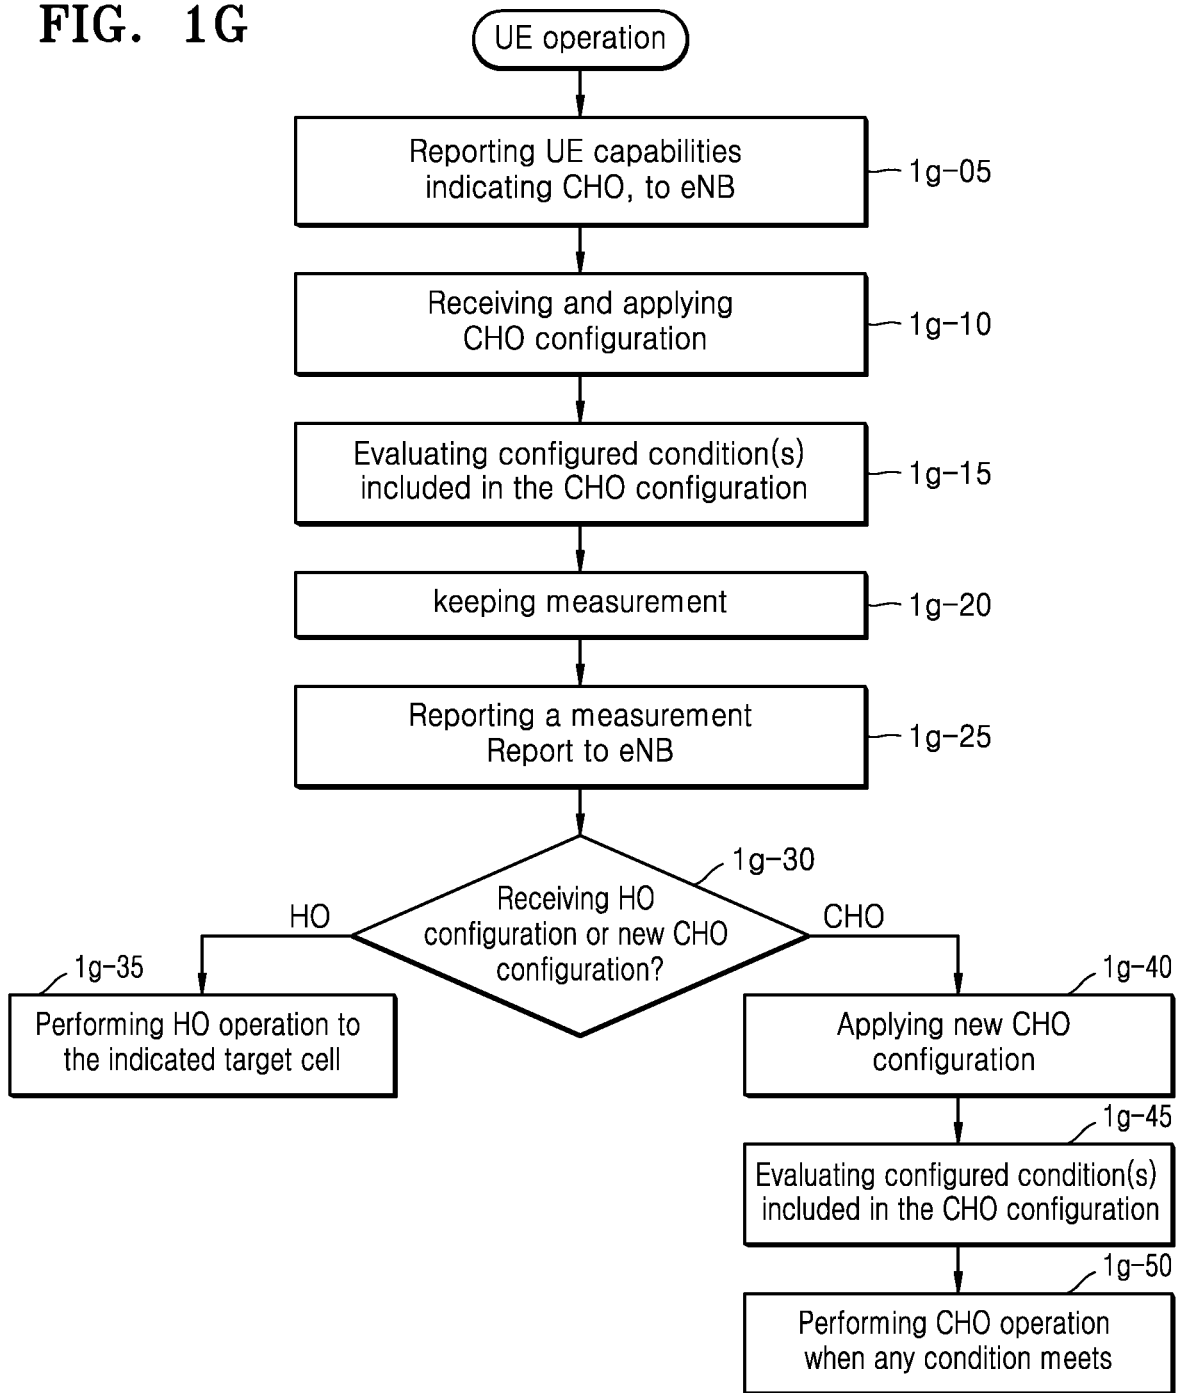 FIG. 1G
UE operation
Reporting UE capabilities
indicating CHO, to eNB
1g-05
Receiving and applying
CHO configuration
1g-10
Evaluating configured condition(s)
included in the CHO configuration
1g-15
keeping measurement
1g-20
Reporting a measurement
Report to eNB
1g-25
1g-30
Receiving HO
configuration or new CHO
configuration?
HO
CHO
1g-35
Performing HO operation to
the indicated target cell
1g-40
Applying new CHO
configuration
1g-45
Evaluating configured condition(s)
included in the CHO configuration
1g-50
Performing CHO operation
when any condition meets